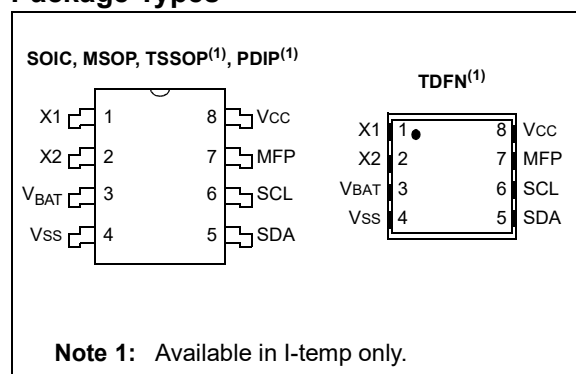 Package Types
SOIC, MSOP, TSSOP(1), PDIP(1)
X1 1 8 VCC
X2 2 7 MFP
VBAT 3 6 SCL
VSS 4 5 SDA
TDFN(1)
X1 1 8 VCC
X2 2 7 MFP
VBAT 3 6 SCL
VSS 4 5 SDA
Note 1: Available in I-temp only.